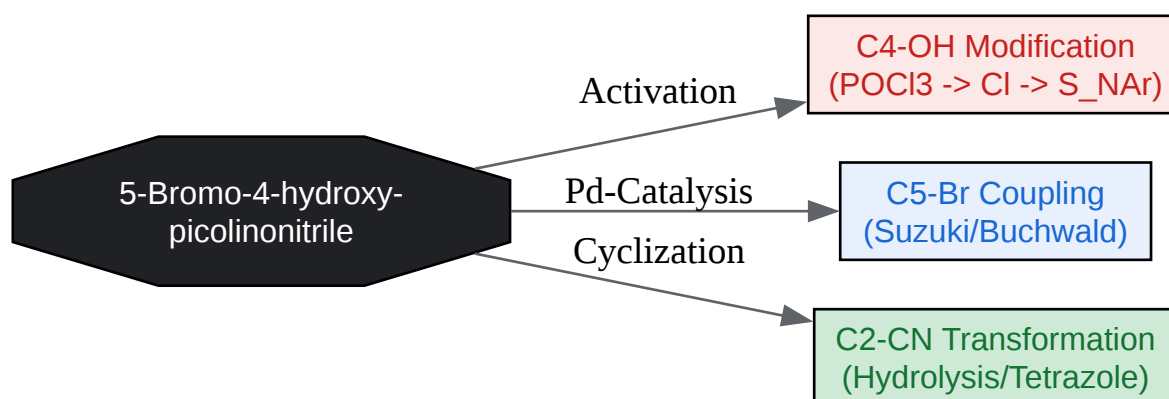 C4-OH Modification
(POCl3 -> Cl -> S_NAr)
Activation
5-Bromo-4-hydroxy-
picolinonitrile
Pd-Catalysis
C5-Br Coupling
(Suzuki/Buchwald)
Cyclization
C2-CN Transformation
(Hydrolysis/Tetrazole)